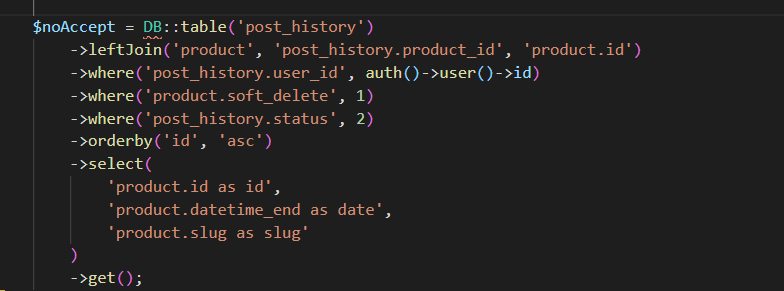 $noAccept = DB::table('post_history')
->leftJoin('product', 'post_history.product_id', 'product.id')
->where('post_history.user_id', auth()->user()->id)
->where('product.soft_delete', 1)
->where('post_history.status', 2)
->orderby('id', 'asc')
->select(
'product.id as id',
'product.datetime_end as date',
'product.slug as slug'
)
->get();